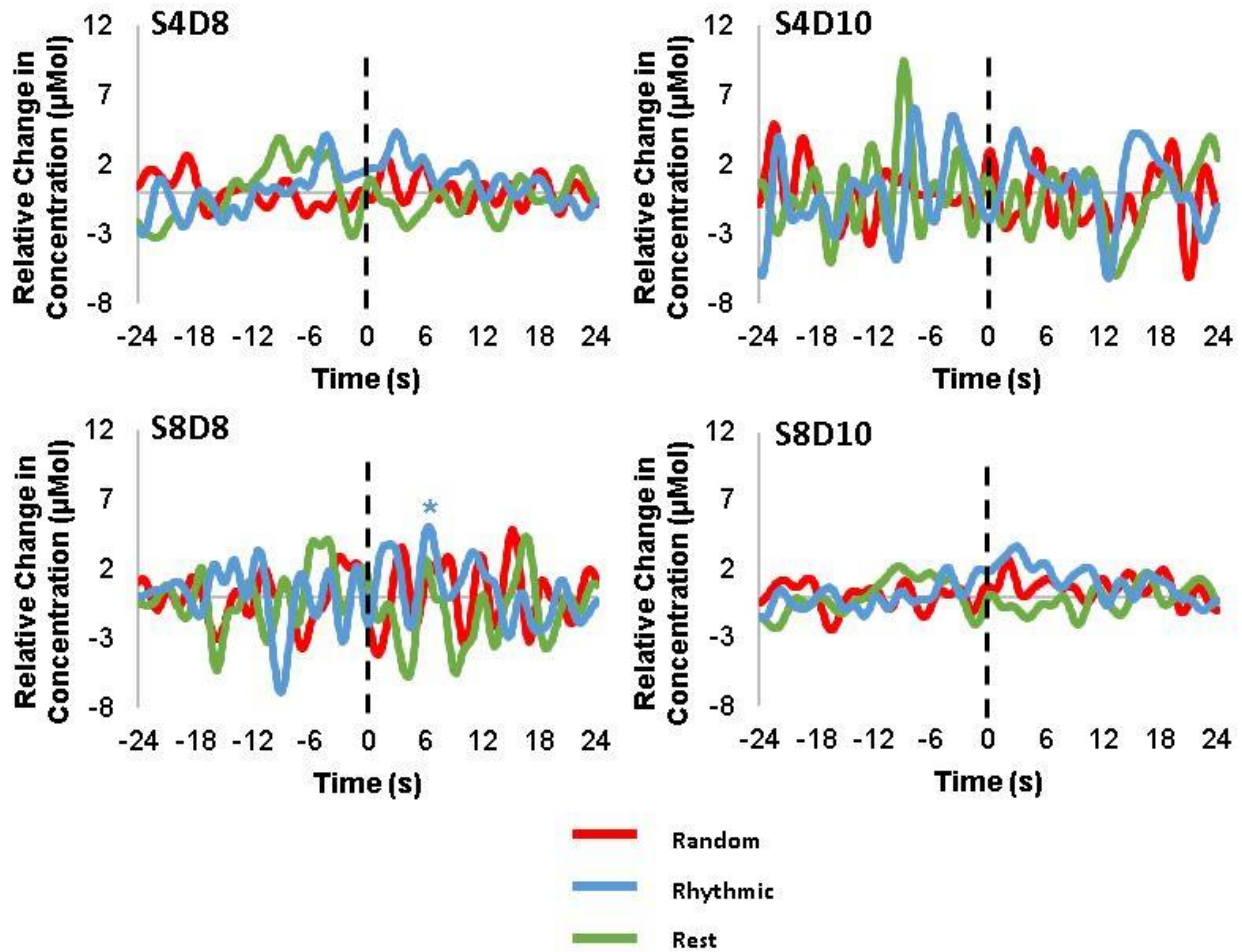 S4D8
Relative Change in
Concentration (µMol)
12
7
2
-3
-8
-24 -18 -12 -6 0 6 12 18 24
Time (s)
S4D10
Relative Change in
Concentration (µMol)
12
7
2
-3
-8
-24 -18 -12 -6 0 6 12 18 24
Time (s)
S8D8
Relative Change in
Concentration (µMol)
12
7
2
-3
-8
*
-24 -18 -12 -6 0 6 12 18 24
Time (s)
S8D10
Relative Change in
Concentration (µMol)
12
7
2
-3
-8
-24 -18 -12 -6 0 6 12 18 24
Time (s)
Random
Rhythmic
Rest